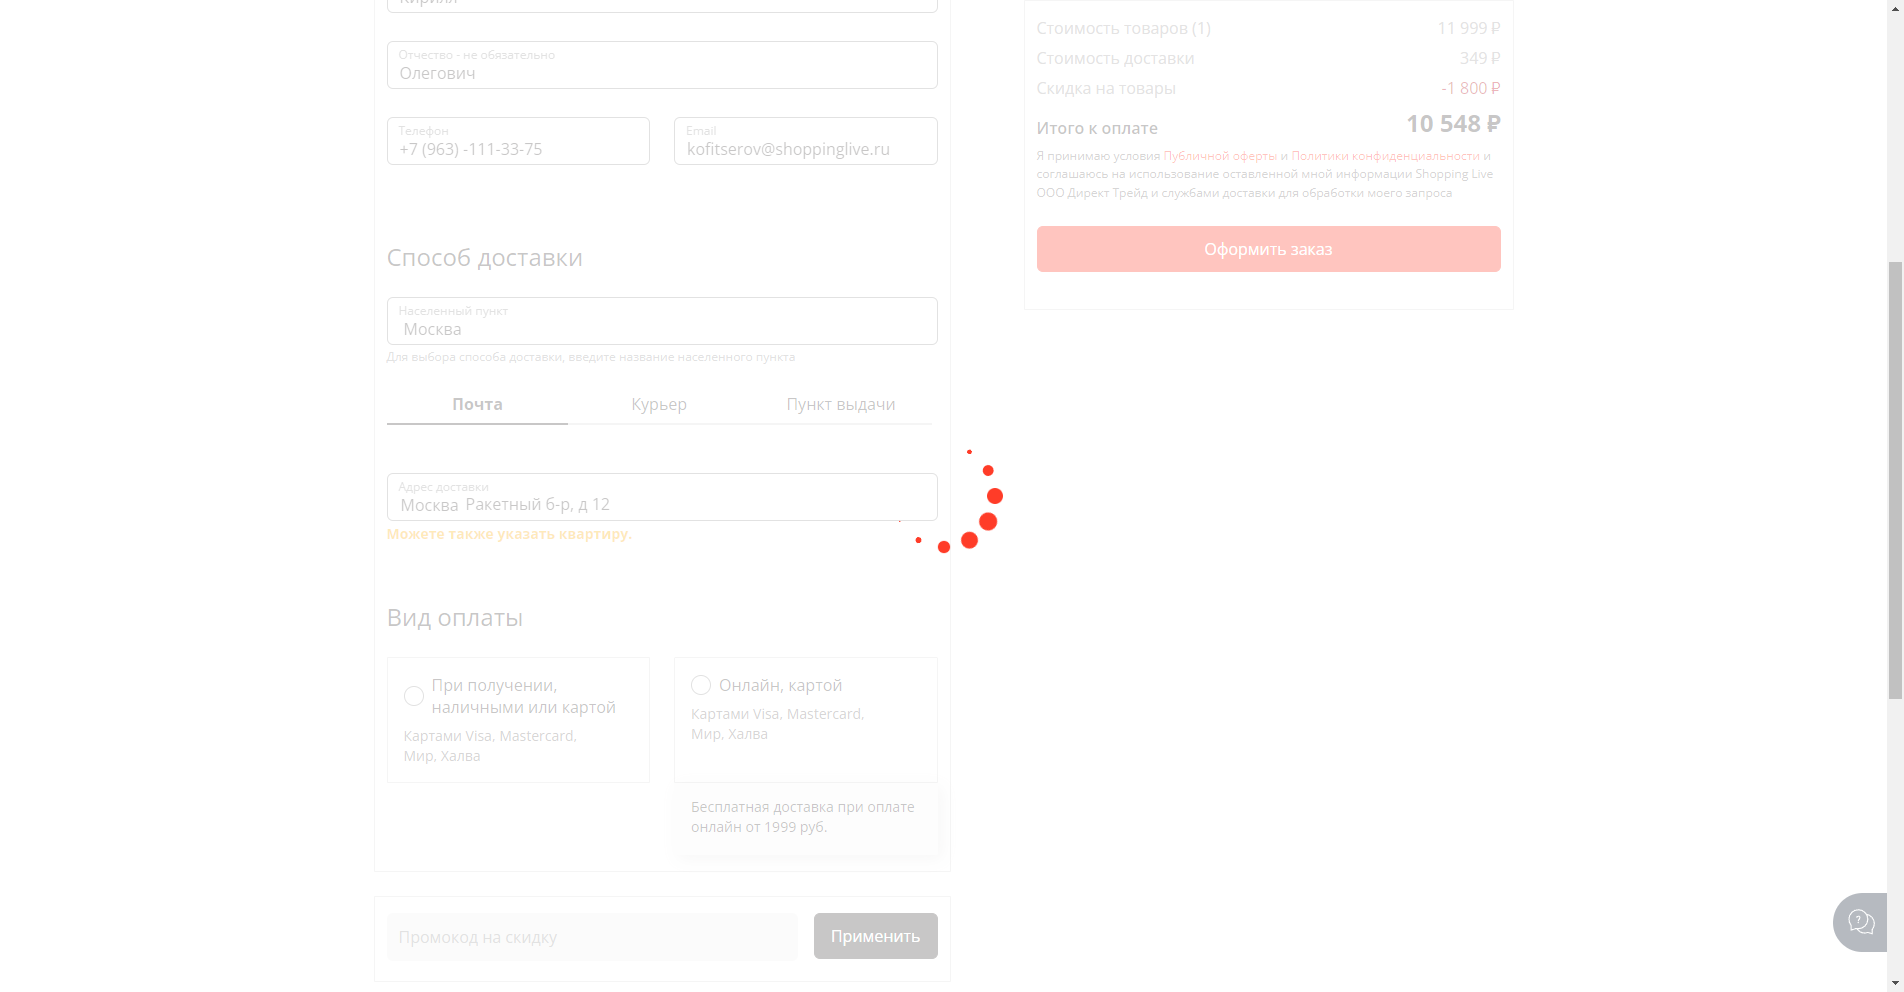 Кирилл
Отчество - не обязательно
Олегович
Телефон
+7 (963) -111-33-75
Email
kofitserov@shoppinglive.ru
Способ доставки
Населенный пункт
Москва
Для выбора способа доставки, введите название населенного пункта
Почта
Курьер
Пункт выдачи
Адрес доставки
Москва Ракетный б-р, д 12
Можете также указать квартиру.
Вид оплаты
При получении,
наличными или картой
Картами Visa, Mastercard,
Мир, Халва
Онлайн, картой
Картами Visa, Mastercard,
Мир, Халва
Бесплатная доставка при оплате
онлайн от 1999 руб.
Промокод на скидку
Применить
Стоимость товаров (1) 11 999 ₽
Стоимость доставки 349 ₽
Скидка на товары -1 800 ₽
Итого к оплате 10 548 ₽
Я принимаю условия Публичной оферты и Политики конфиденциальности и
соглашаюсь на использование оставленной мной информации Shopping Live
ООО Директ Трейд и службами доставки для обработки моего запроса
Оформить заказ